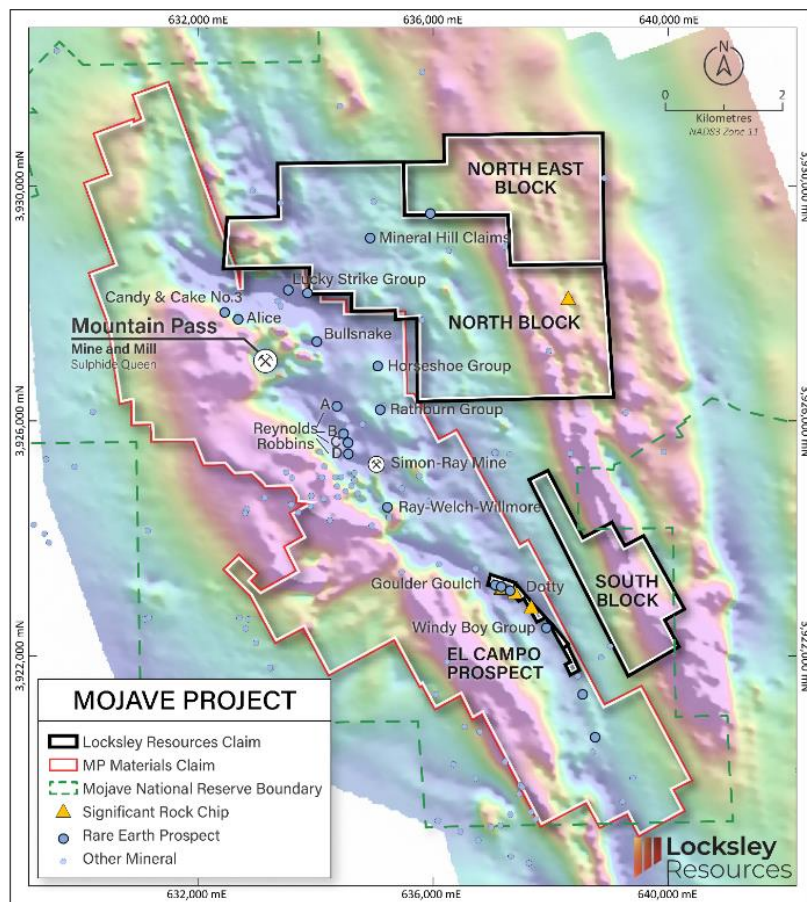 632,000 mE 636,000 mE 640,000 mE
N
0 2
Kilometres
NAD83 Zone 11
3,930,000 mN 3,930,000 mN
NORTH EAST
BLOCK
Mineral Hill Claims
Lucky Strike Group
Candy & Cake No.3
Alice
NORTH BLOCK
Mountain Pass
Mine and Mill
Sulphide Queen
Bullsnake
Horseshoe Group
3,926,000 mN 3,926,000 mN
A
Rathburn Group
Reynolds B
Robbins C
D
Simon-Ray Mine
Ray-Welch-Willmore
Goulder Goulch
Dotty
SOUTH
BLOCK
Windy Boy Group
3,922,000 mN 3,922,000 mN
EL CAMPO
PROSPECT
MOJAVE PROJECT
Locksley Resources Claim
MP Materials Claim
Mojave National Reserve Boundary
Significant Rock Chip
Rare Earth Prospect
Other Mineral
Locksley
Resources
632,000 mE 636,000 mE 640,000 mE